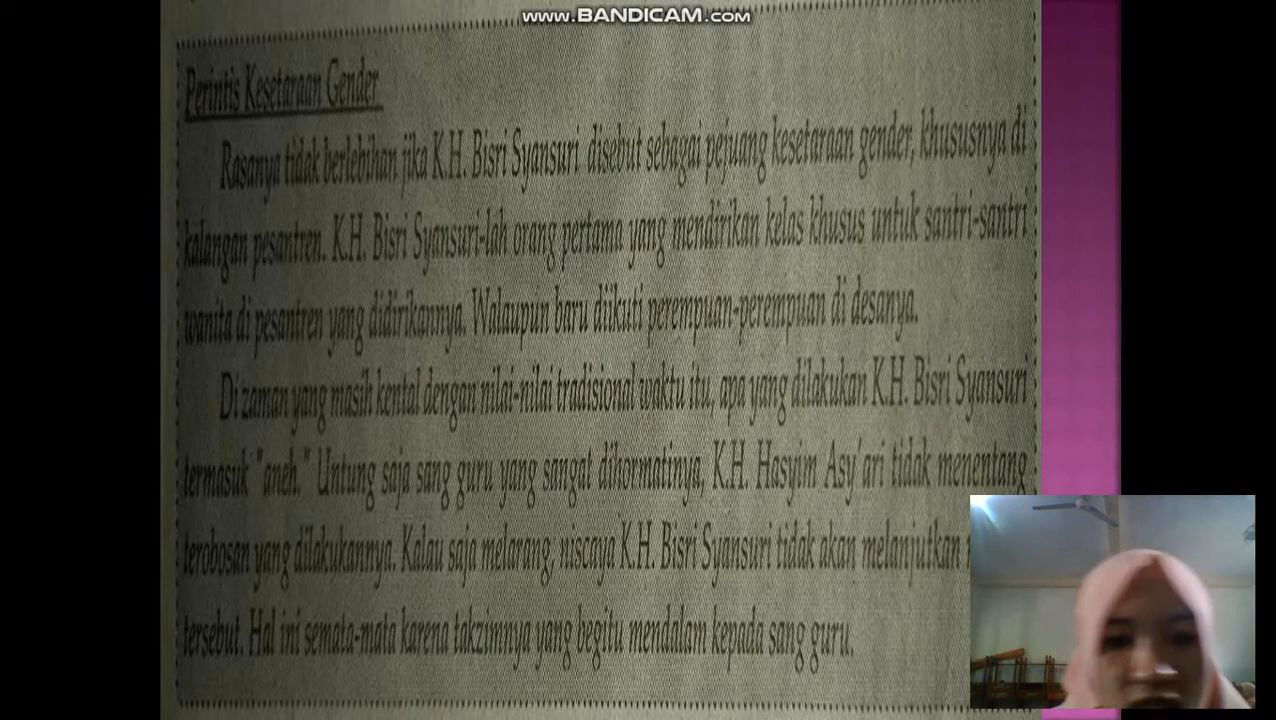 www.BANDICAM.com
Perintis Kesetaraan Gender
Rasanya tidak berlebihan jika K.H. Bisri Syansuri disebut sebagai pejuang kesetaraan gender, khususnya di
kalangan pesantren. K.H. Bisri Syansuri-lah orang pertama yang mendirikan kelas khusus untuk santri-santri
wanita di pesantren yang didirikannya. Walaupun baru diikuti perempuan-perempuan di desanya.
Di zaman yang masih kental dengan nilai-nilai tradisional waktu itu, apa yang dilakukan K.H. Bisri Syansuri
termasuk "aneh." Untung saja sang guru yang sangat dihormatinya, K.H. Hasyim Asy'ari tidak menentang
terobosan yang dilakukannya. Kalau saja melarang, niscaya K.H. Bisri Syansuri tidak akan melanjutkan
tersebut. Hal ini semata-mata karena takzimnya yang begitu mendalam kepada sang guru.